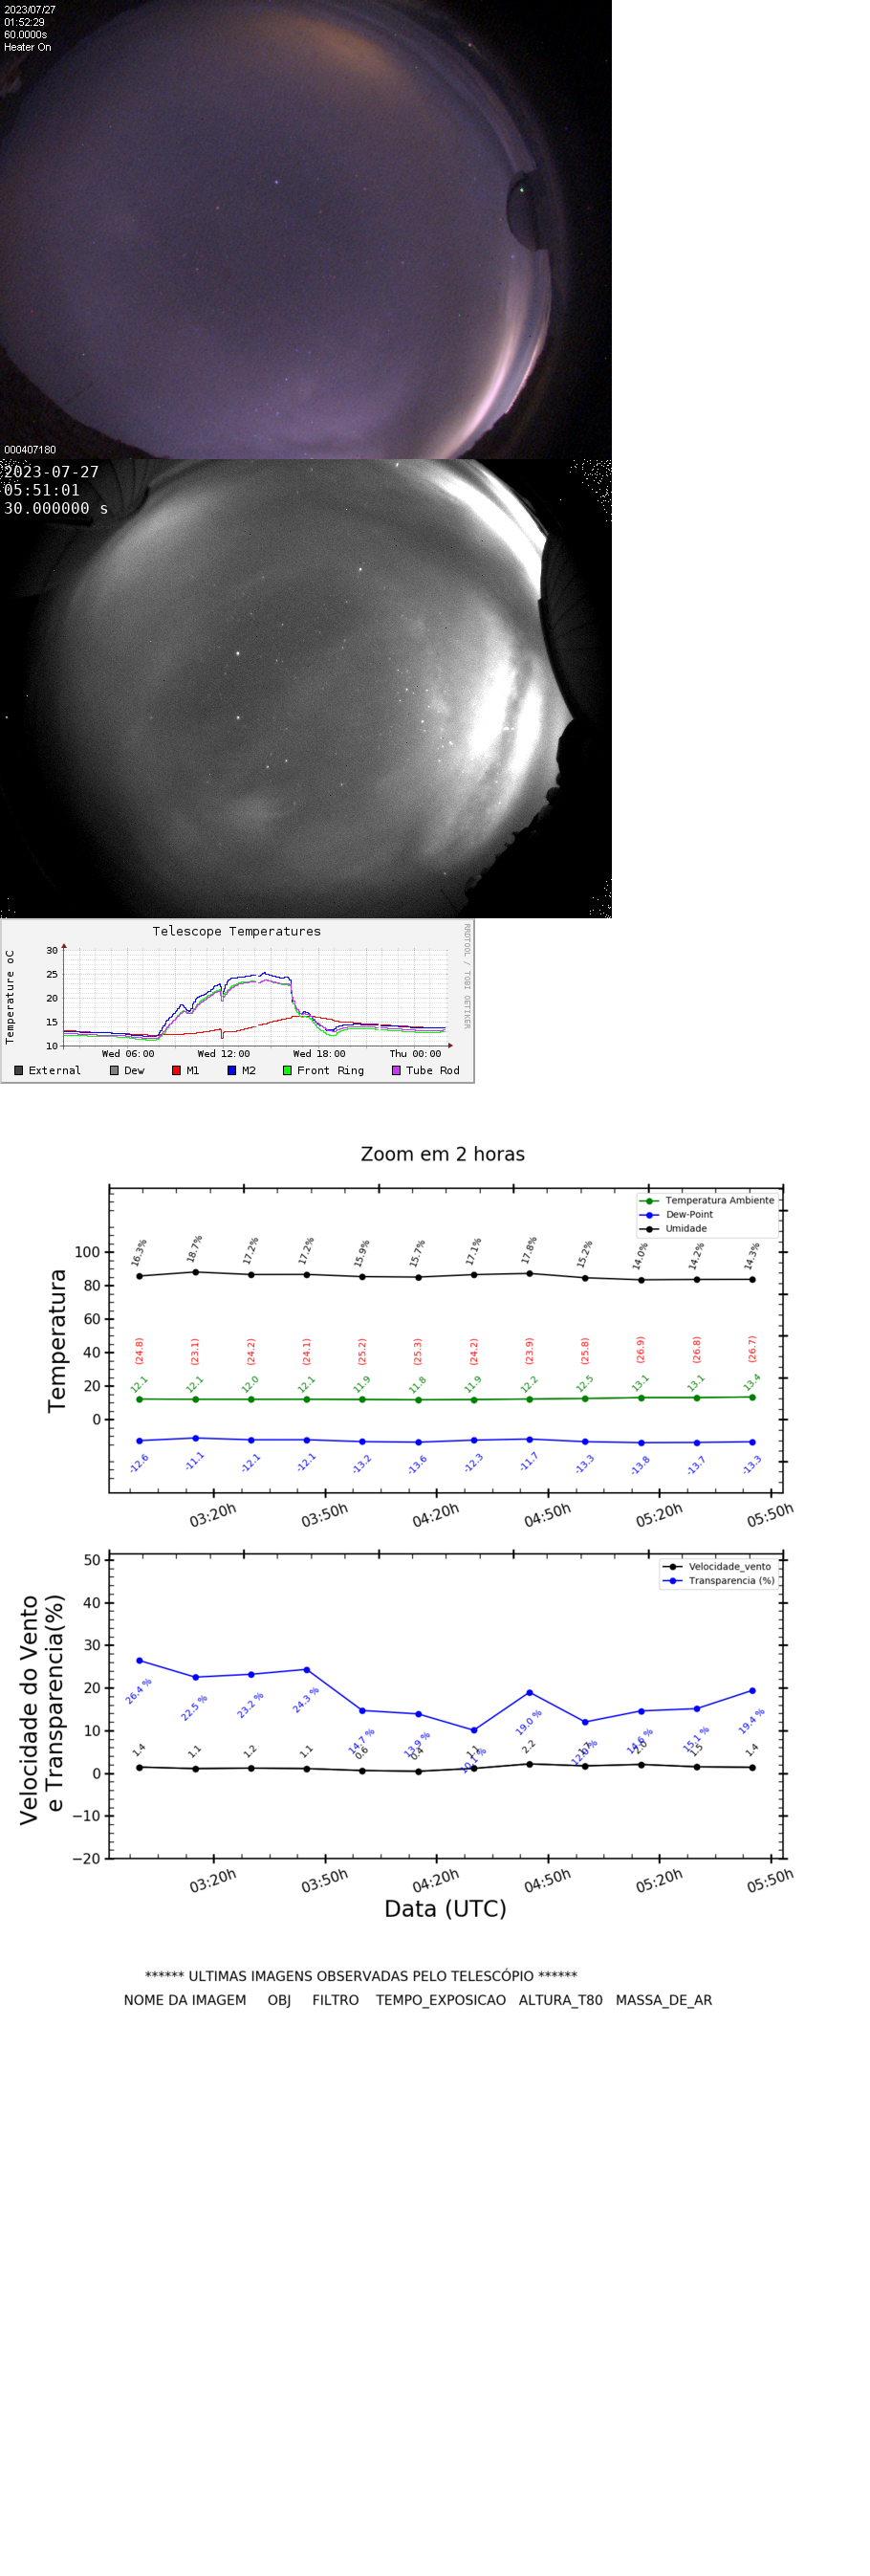 2023/07/27
01:52:29
60.0000s
Heater On
000407180
2023-07-27
05:51:01
30.000000 s
Telescope Temperatures
RRDTOOL / TOBI OETIKER
Temperature oC
30
25
20
15
10
Wed 06:00 Wed 12:00 Wed 18:00 Thu 00:00
External Dew M1 M2 Front Ring Tube Rod
Zoom em 2 horas
Temperatura Ambiente
Dew-Point
Umidade
Temperatura
100
80
60
40
20
0
16.3% 18.7% 17.2% 17.2% 15.9% 15.7% 17.1% 17.8% 15.2% 14.0% 14.2% 14.3%
(24.8) (23.1) (24.2) (24.1) (25.2) (25.3) (24.2) (23.9) (25.8) (26.9) (26.8) (26.7)
12.1 12.1 12.0 12.1 11.9 11.8 11.9 12.2 12.5 13.1 13.1 13.4
-12.6 -11.1 -12.1 -12.1 -13.2 -13.6 -12.3 -11.7 -13.3 -13.8 -13.7 -13.3
03:20h 03:50h 04:20h 04:50h 05:20h 05:50h
Velocidade_vento
Transparencia (%)
Velocidade do Vento
e Transparencia(%)
50
40
30
20
10
0
−10
−20
26.4 % 22.5 % 23.2 % 24.3 % 14.7 % 13.9 % 10.1 % 19.0 % 14.6 % 15.1 % 19.4 %
1.4 1.1 1.2 1.1 0.6 0.4 1.1 2.2 2.0 1.5 1.4
03:20h 03:50h 04:20h 04:50h 05:20h 05:50h
Data (UTC)
****** ULTIMAS IMAGENS OBSERVADAS PELO TELESCÓPIO ******
NOME DA IMAGEM OBJ FILTRO TEMPO_EXPOSICAO ALTURA_T80 MASSA_DE_AR